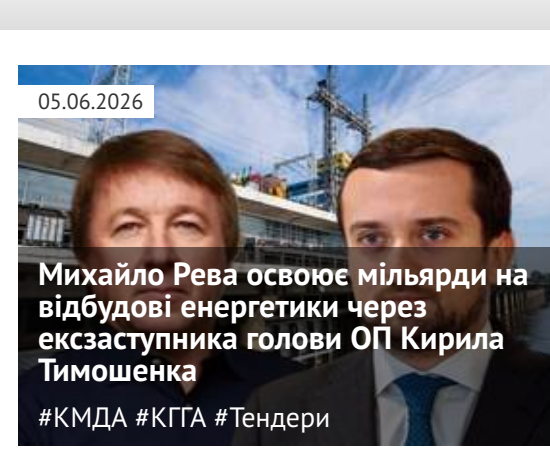 05.06.2026
Михайло Рева освоює мільярди на
відбудові енергетики через
ексзаступника голови ОП Кирила
Тимошенка
#КМДА #КГГА #Тендери